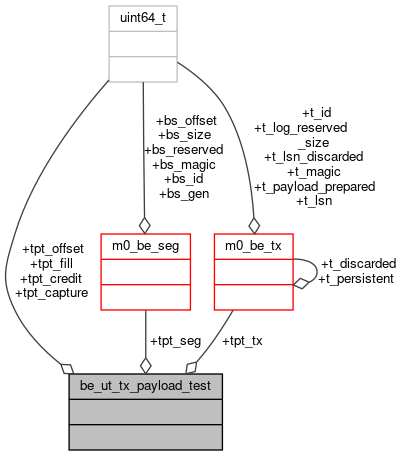 uint64_t
+bs_offset
+bs_size
+bs_reserved
+bs_magic
+bs_id
+bs_gen
+t_id
+t_log_reserved
_size
+t_lsn_discarded
+t_magic
+t_payload_prepared
+t_lsn
+tpt_offset
+tpt_fill
+tpt_credit
+tpt_capture
m0_be_seg
m0_be_tx
+t_discarded
+t_persistent
+tpt_seg
+tpt_tx
be_ut_tx_payload_test